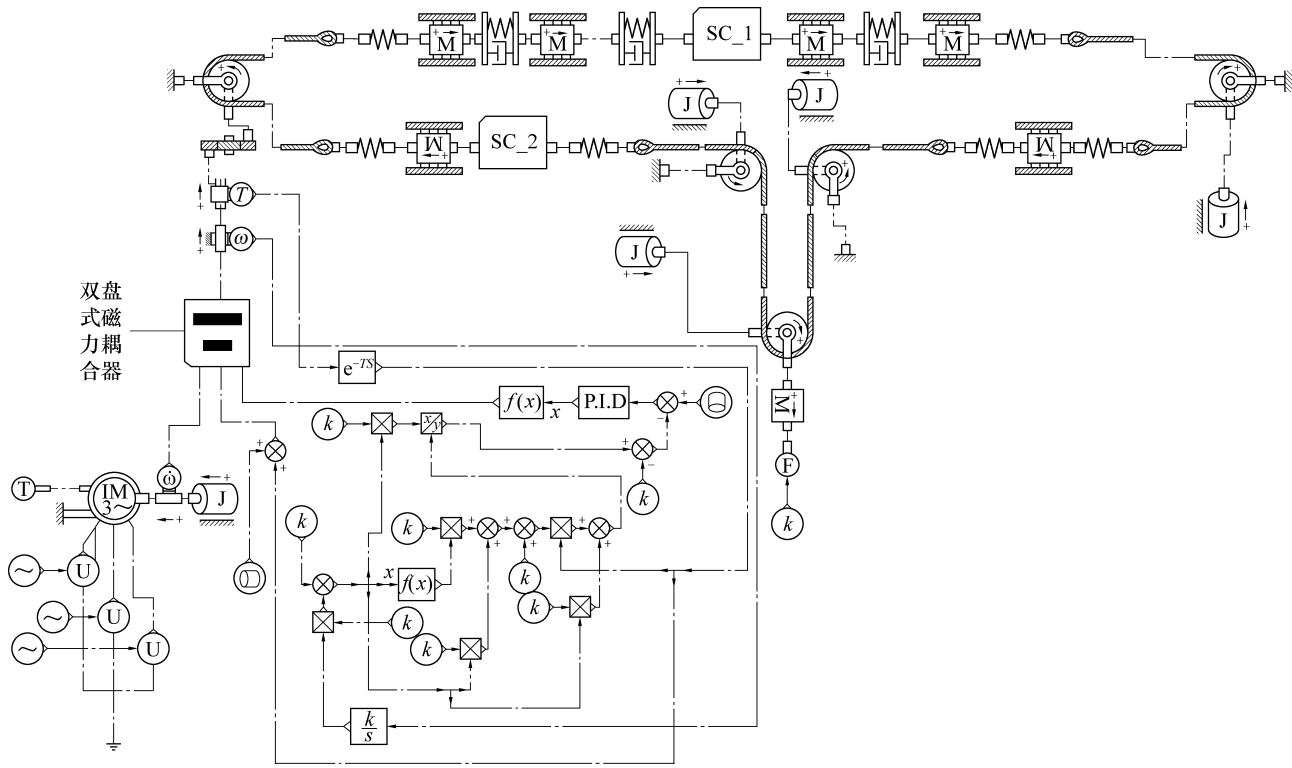 M
M
SC_1
M
M
J
J
M
SC_2
M
T
ω
J
J
双盘
式磁
力耦
合器
e⁻ᵀˢ
f(x)
x
P.I.D
k
x/y
M
k
F
k
T
IM
3~
ω̇
J
k
k
x
f(x)
k
k
k
k
U
U
U
k/s